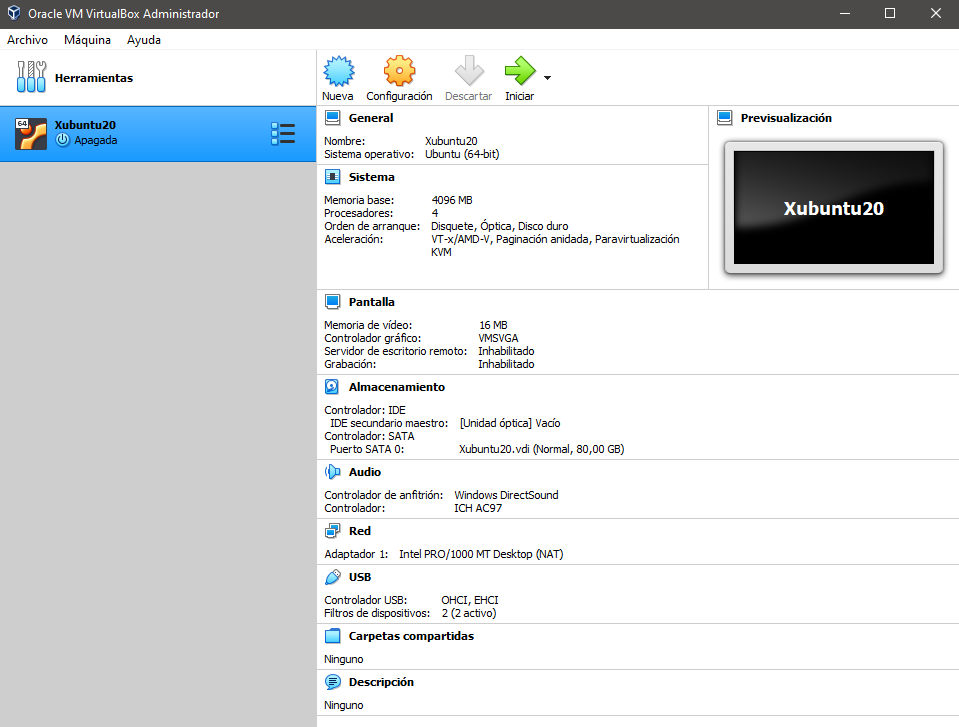 Oracle VM VirtualBox Administrador
Archivo Máquina Ayuda
Herramientas
64
Xubuntu20
Apagada
Nueva Configuración Descartar Iniciar
General
Nombre: Xubuntu20
Sistema operativo: Ubuntu (64-bit)
Sistema
Memoria base: 4096 MB
Procesadores: 4
Orden de arranque: Disquete, Óptica, Disco duro
Aceleración: VT-x/AMD-V, Paginación anidada, Paravirtualización
KVM
Previsualización
Xubuntu20
Pantalla
Memoria de vídeo: 16 MB
Controlador gráfico: VMSVGA
Servidor de escritorio remoto: Inhabilitado
Grabación: Inhabilitado
Almacenamiento
Controlador: IDE
IDE secundario maestro: [Unidad óptica] Vacío
Controlador: SATA
Puerto SATA 0: Xubuntu20.vdi (Normal, 80,00 GB)
Audio
Controlador de anfitrión: Windows DirectSound
Controlador: ICH AC97
Red
Adaptador 1: Intel PRO/1000 MT Desktop (NAT)
USB
Controlador USB: OHCI, EHCI
Filtros de dispositivos: 2 (2 activo)
Carpetas compartidas
Ninguno
Descripción
Ninguno